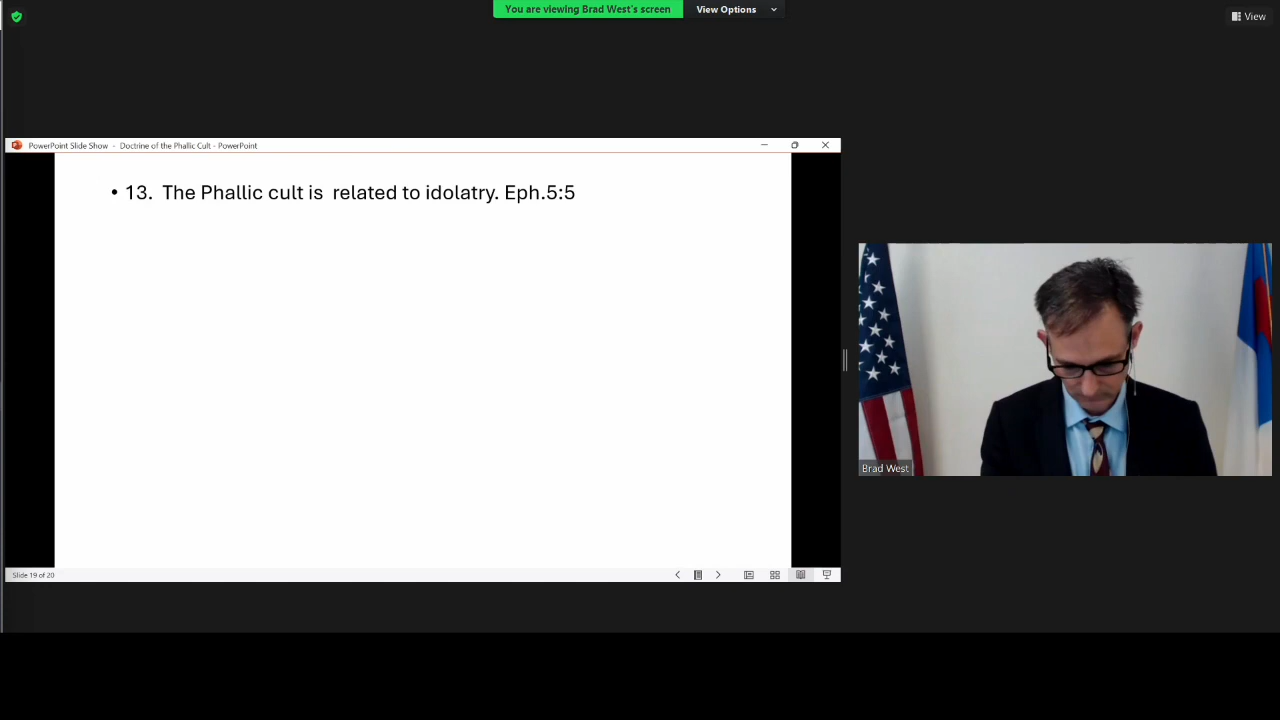 You are viewing Brad West's screen
View Options
View
PowerPoint Slide Show - Doctrine of the Phallic Cult - PowerPoint
• 13. The Phallic cult is related to idolatry. Eph.5:5
Brad West
Slide 19 of 20